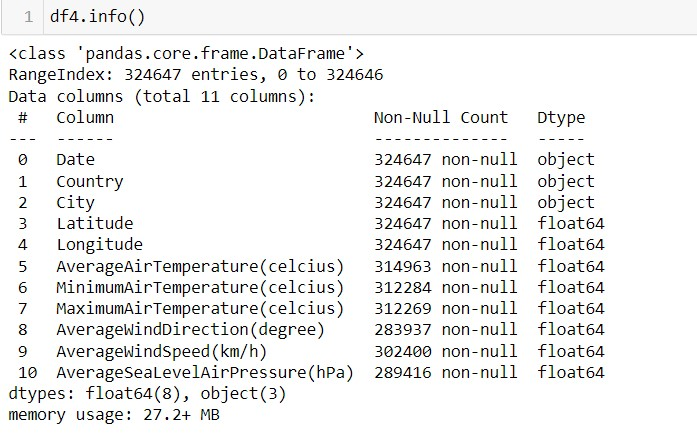 1 df4.info()
<class 'pandas.core.frame.DataFrame'>
RangeIndex: 324647 entries, 0 to 324646
Data columns (total 11 columns):
 #   Column                          Non-Null Count   Dtype
---  ------                          --------------   -----
 0   Date                            324647 non-null  object
 1   Country                         324647 non-null  object
 2   City                            324647 non-null  object
 3   Latitude                        324647 non-null  float64
 4   Longitude                       324647 non-null  float64
 5   AverageAirTemperature(celcius)  314963 non-null  float64
 6   MinimumAirTemperature(celcius)  312284 non-null  float64
 7   MaximumAirTemperature(celcius)  312269 non-null  float64
 8   AverageWindDirection(degree)    283937 non-null  float64
 9   AverageWindSpeed(km/h)          302400 non-null  float64
 10  AverageSeaLevelAirPressure(hPa)  289416 non-null  float64
dtypes: float64(8), object(3)
memory usage: 27.2+ MB